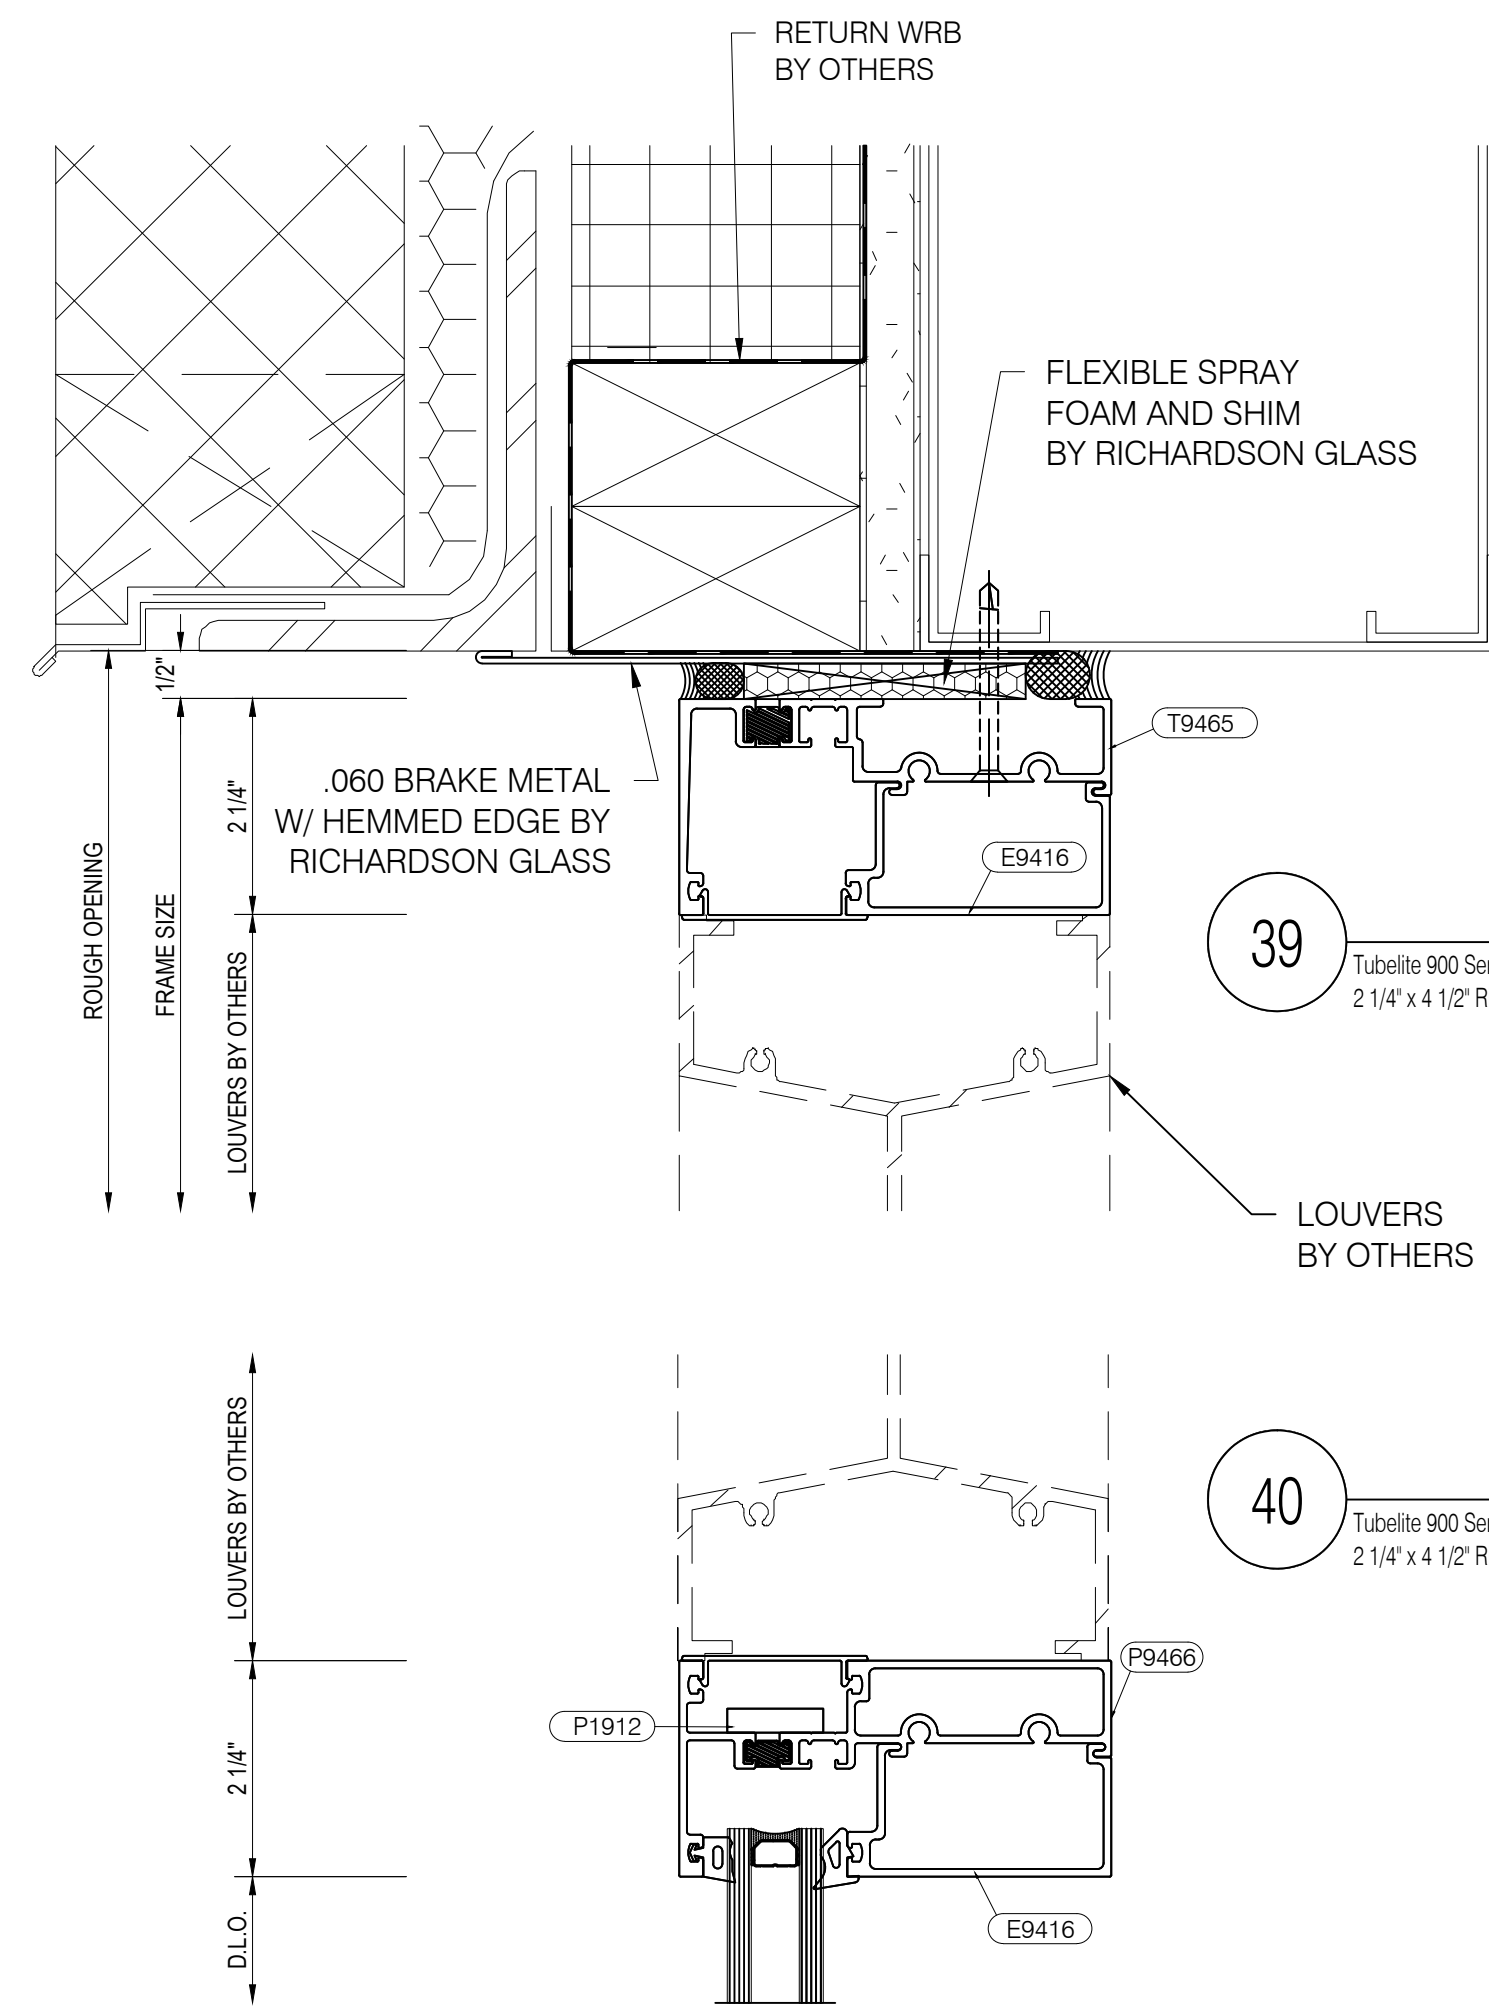 RETURN WRB
BY OTHERS
FLEXIBLE SPRAY
FOAM AND SHIM
BY RICHARDSON GLASS
1/2"
T9465
.060 BRAKE METAL
W/ HEMMED EDGE BY
RICHARDSON GLASS
2 1/4"
E9416
ROUGH OPENING
FRAME SIZE
LOUVERS BY OTHERS
39
Tubelite 900 Ser
2 1/4" x 4 1/2" R
LOUVERS
BY OTHERS
LOUVERS BY OTHERS
40
Tubelite 900 Ser
2 1/4" x 4 1/2" R
P9466
P1912
2 1/4"
E9416
D.L.O.